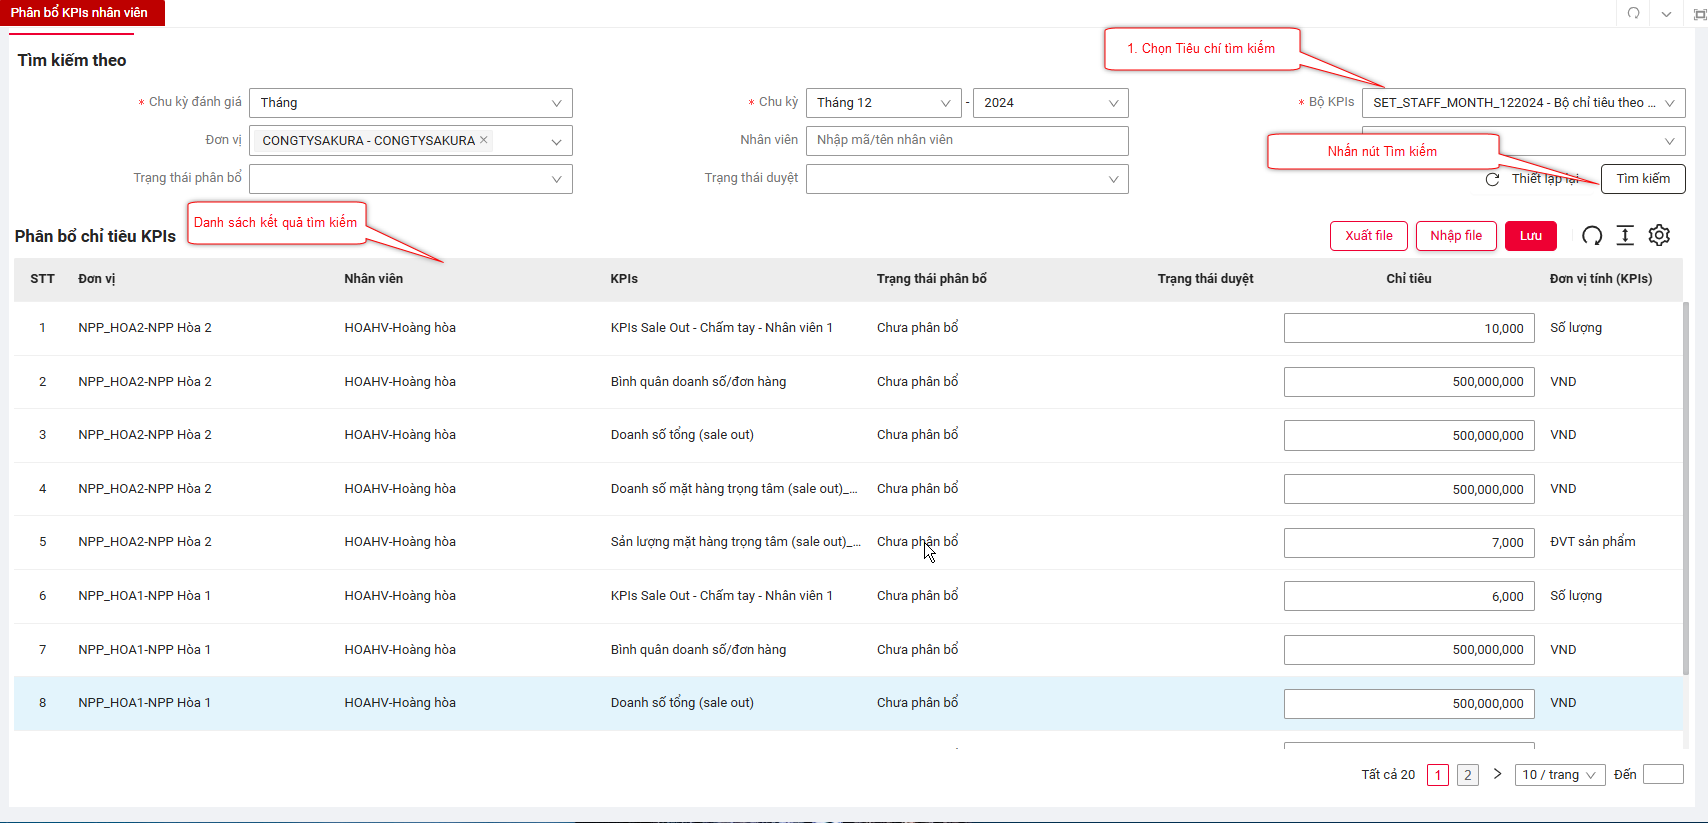 Phân bổ KPIs nhân viên
1. Chọn Tiêu chí tìm kiếm
Tìm kiếm theo
* Chu kỳ đánh giá Tháng * Chu kỳ Tháng 12 - 2024 * Bộ KPIs SET_STAFF_MONTH_122024 - Bộ chỉ tiêu theo ...
Đơn vị CONGTYSAKURA - CONGTYSAKURA × Nhân viên Nhập mã/tên nhân viên
Nhấn nút Tìm kiếm
Trạng thái phân bổ Trạng thái duyệt Thiết lập lại Tìm kiếm
Danh sách kết quả tìm kiếm
Phân bổ chỉ tiêu KPIs Xuất file Nhập file Lưu
STT Đơn vị Nhân viên KPIs Trạng thái phân bổ Trạng thái duyệt Chỉ tiêu Đơn vị tính (KPIs)
1 NPP_HOA2-NPP Hòa 2 HOAHV-Hoàng hòa KPIs Sale Out - Chấm tay - Nhân viên 1 Chưa phân bổ 10,000 Số lượng
2 NPP_HOA2-NPP Hòa 2 HOAHV-Hoàng hòa Bình quân doanh số/đơn hàng Chưa phân bổ 500,000,000 VND
3 NPP_HOA2-NPP Hòa 2 HOAHV-Hoàng hòa Doanh số tổng (sale out) Chưa phân bổ 500,000,000 VND
4 NPP_HOA2-NPP Hòa 2 HOAHV-Hoàng hòa Doanh số mặt hàng trọng tâm (sale out)_... Chưa phân bổ 500,000,000 VND
5 NPP_HOA2-NPP Hòa 2 HOAHV-Hoàng hòa Sản lượng mặt hàng trọng tâm (sale out)_... Chưa phân bổ 7,000 ĐVT sản phẩm
6 NPP_HOA1-NPP Hòa 1 HOAHV-Hoàng hòa KPIs Sale Out - Chấm tay - Nhân viên 1 Chưa phân bổ 6,000 Số lượng
7 NPP_HOA1-NPP Hòa 1 HOAHV-Hoàng hòa Bình quân doanh số/đơn hàng Chưa phân bổ 500,000,000 VND
8 NPP_HOA1-NPP Hòa 1 HOAHV-Hoàng hòa Doanh số tổng (sale out) Chưa phân bổ 500,000,000 VND
Tất cả 20 1 2 > 10 / trang Đến